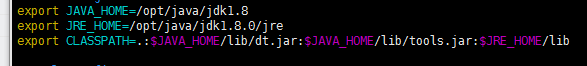 export JAVA_HOME=/opt/java/jdk1.8
export JRE_HOME=/opt/java/jdk1.8.0/jre
export CLASSPATH=.:$JAVA_HOME/lib/dt.jar:$JAVA_HOME/lib/tools.jar:$JRE_HOME/lib